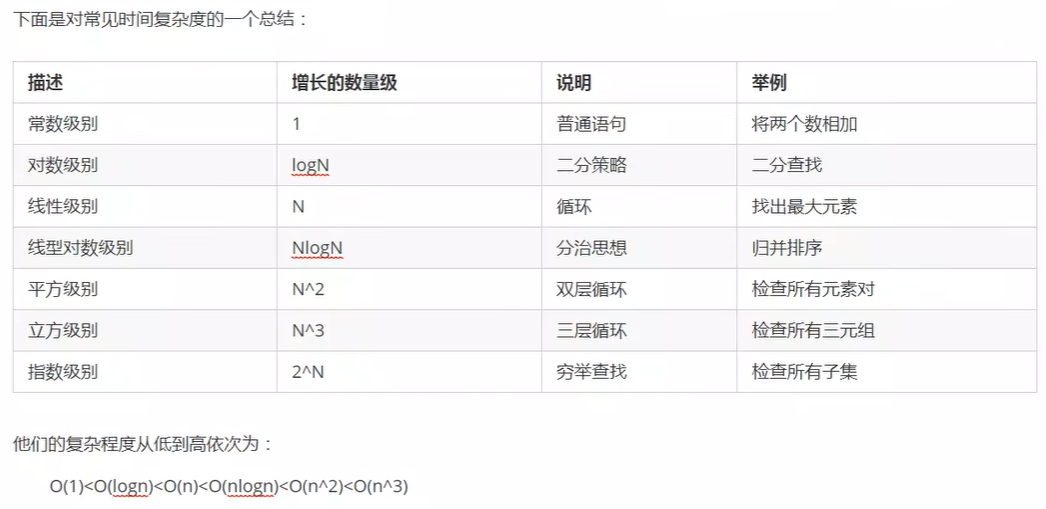 下面是对常见时间复杂度的一个总结：
描述 增长的数量级 说明 举例
常数级别 1 普通语句 将两个数相加
对数级别 logN 二分策略 二分查找
线性级别 N 循环 找出最大元素
线型对数级别 NlogN 分治思想 归并排序
平方级别 N^2 双层循环 检查所有元素对
立方级别 N^3 三层循环 检查所有三元组
指数级别 2^N 穷举查找 检查所有子集
他们的复杂程度从低到高依次为：
O(1)<O(logn)<O(n)<O(nlogn)<O(n^2)<O(n^3)